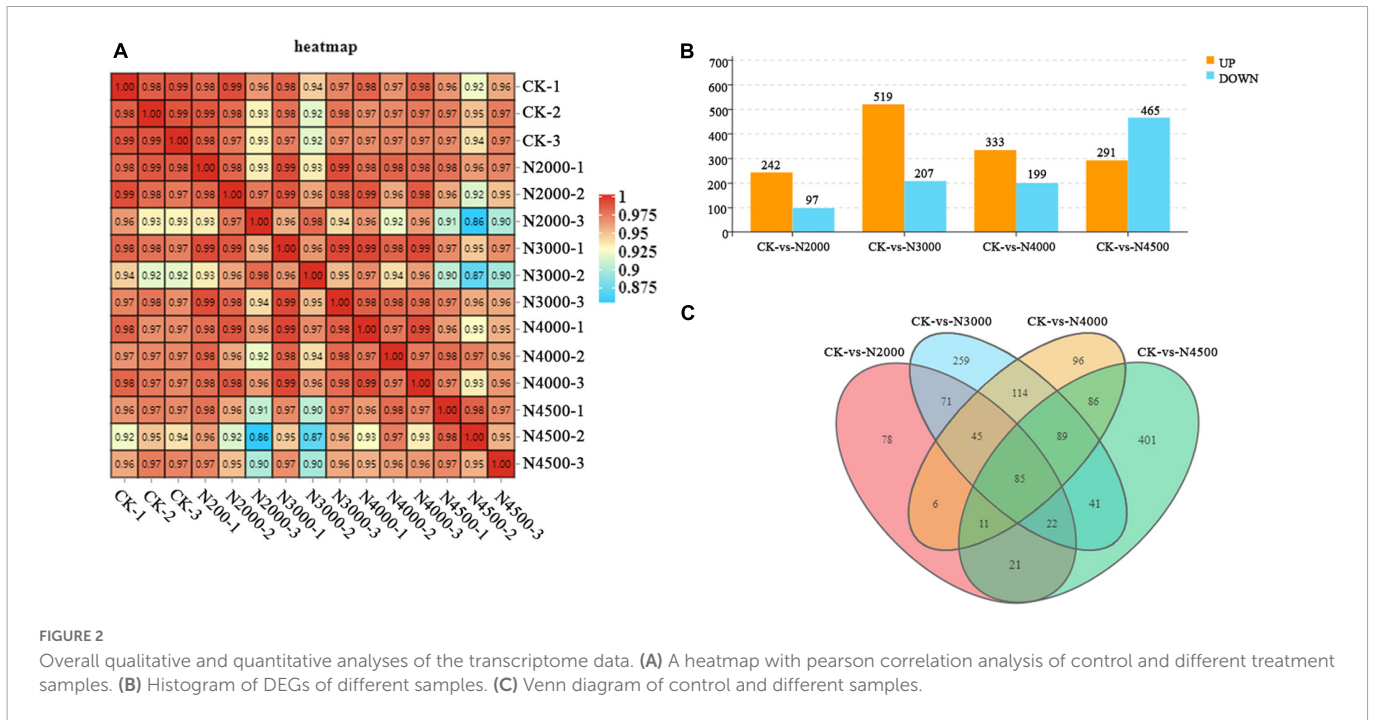 A
heatmap
1.00 0.98 0.99 0.98 0.99 0.96 0.98 0.94 0.97 0.98 0.97 0.98 0.96 0.92 0.96 CK-1
0.98 1.00 0.99 0.99 0.98 0.93 0.98 0.92 0.98 0.97 0.97 0.97 0.97 0.95 0.97 CK-2
0.99 0.99 1.00 0.98 0.97 0.93 0.97 0.92 0.97 0.97 0.97 0.97 0.97 0.94 0.97 CK-3
0.98 0.99 0.98 1.00 0.98 0.93 0.99 0.93 0.99 0.98 0.98 0.98 0.98 0.96 0.97 N2000-1
0.99 0.98 0.97 0.98 1.00 0.97 0.99 0.96 0.98 0.99 0.96 0.98 0.96 0.92 0.95 N2000-2
0.96 0.93 0.93 0.93 0.97 1.00 0.96 0.98 0.94 0.96 0.92 0.96 0.91 0.86 0.90 N2000-3
0.98 0.98 0.97 0.99 0.99 0.96 1.00 0.96 0.99 0.99 0.98 0.99 0.97 0.95 0.97 N3000-1
0.94 0.92 0.92 0.93 0.96 0.98 0.96 1.00 0.95 0.97 0.94 0.96 0.90 0.87 0.90 N3000-2
0.97 0.98 0.97 0.99 0.98 0.94 0.99 0.95 1.00 0.98 0.98 0.98 0.97 0.96 0.96 N3000-3
0.98 0.97 0.97 0.98 0.99 0.96 0.99 0.97 0.98 1.00 0.97 0.99 0.96 0.93 0.95 N4000-1
0.97 0.97 0.97 0.98 0.96 0.92 0.98 0.94 0.98 0.97 1.00 0.97 0.98 0.97 0.96 N4000-2
0.98 0.97 0.97 0.98 0.98 0.96 0.99 0.96 0.98 0.99 0.97 1.00 0.97 0.93 0.96 N4000-3
0.96 0.97 0.97 0.98 0.96 0.91 0.97 0.90 0.97 0.96 0.98 0.97 1.00 0.98 0.97 N4500-1
0.92 0.95 0.94 0.96 0.92 0.86 0.95 0.87 0.96 0.93 0.97 0.93 0.98 1.00 0.95 N4500-2
0.96 0.97 0.97 0.97 0.95 0.90 0.97 0.90 0.96 0.95 0.96 0.96 0.97 0.95 1.00 N4500-3
CK-1 CK-2 CK-3 N200-1 N2000-2 N2000-3 N3000-1 N3000-2 N3000-3 N4000-1 N4000-2 N4000-3 N4500-1 N4500-2 N4500-3
1
0.975
0.95
0.925
0.9
0.875
B
UP
DOWN
700
600
500
400
300
200
100
0
242 97 519 207 333 199 291 465
CK-vs-N2000 CK-vs-N3000 CK-vs-N4000 CK-vs-N4500
C
CK-vs-N3000 CK-vs-N4000
CK-vs-N2000 CK-vs-N4500
259 96
71 114 86
78 45 89 401
85
6 11 22 41
21
FIGURE 2
Overall qualitative and quantitative analyses of the transcriptome data. (A) A heatmap with pearson correlation analysis of control and different treatment
samples. (B) Histogram of DEGs of different samples. (C) Venn diagram of control and different samples.